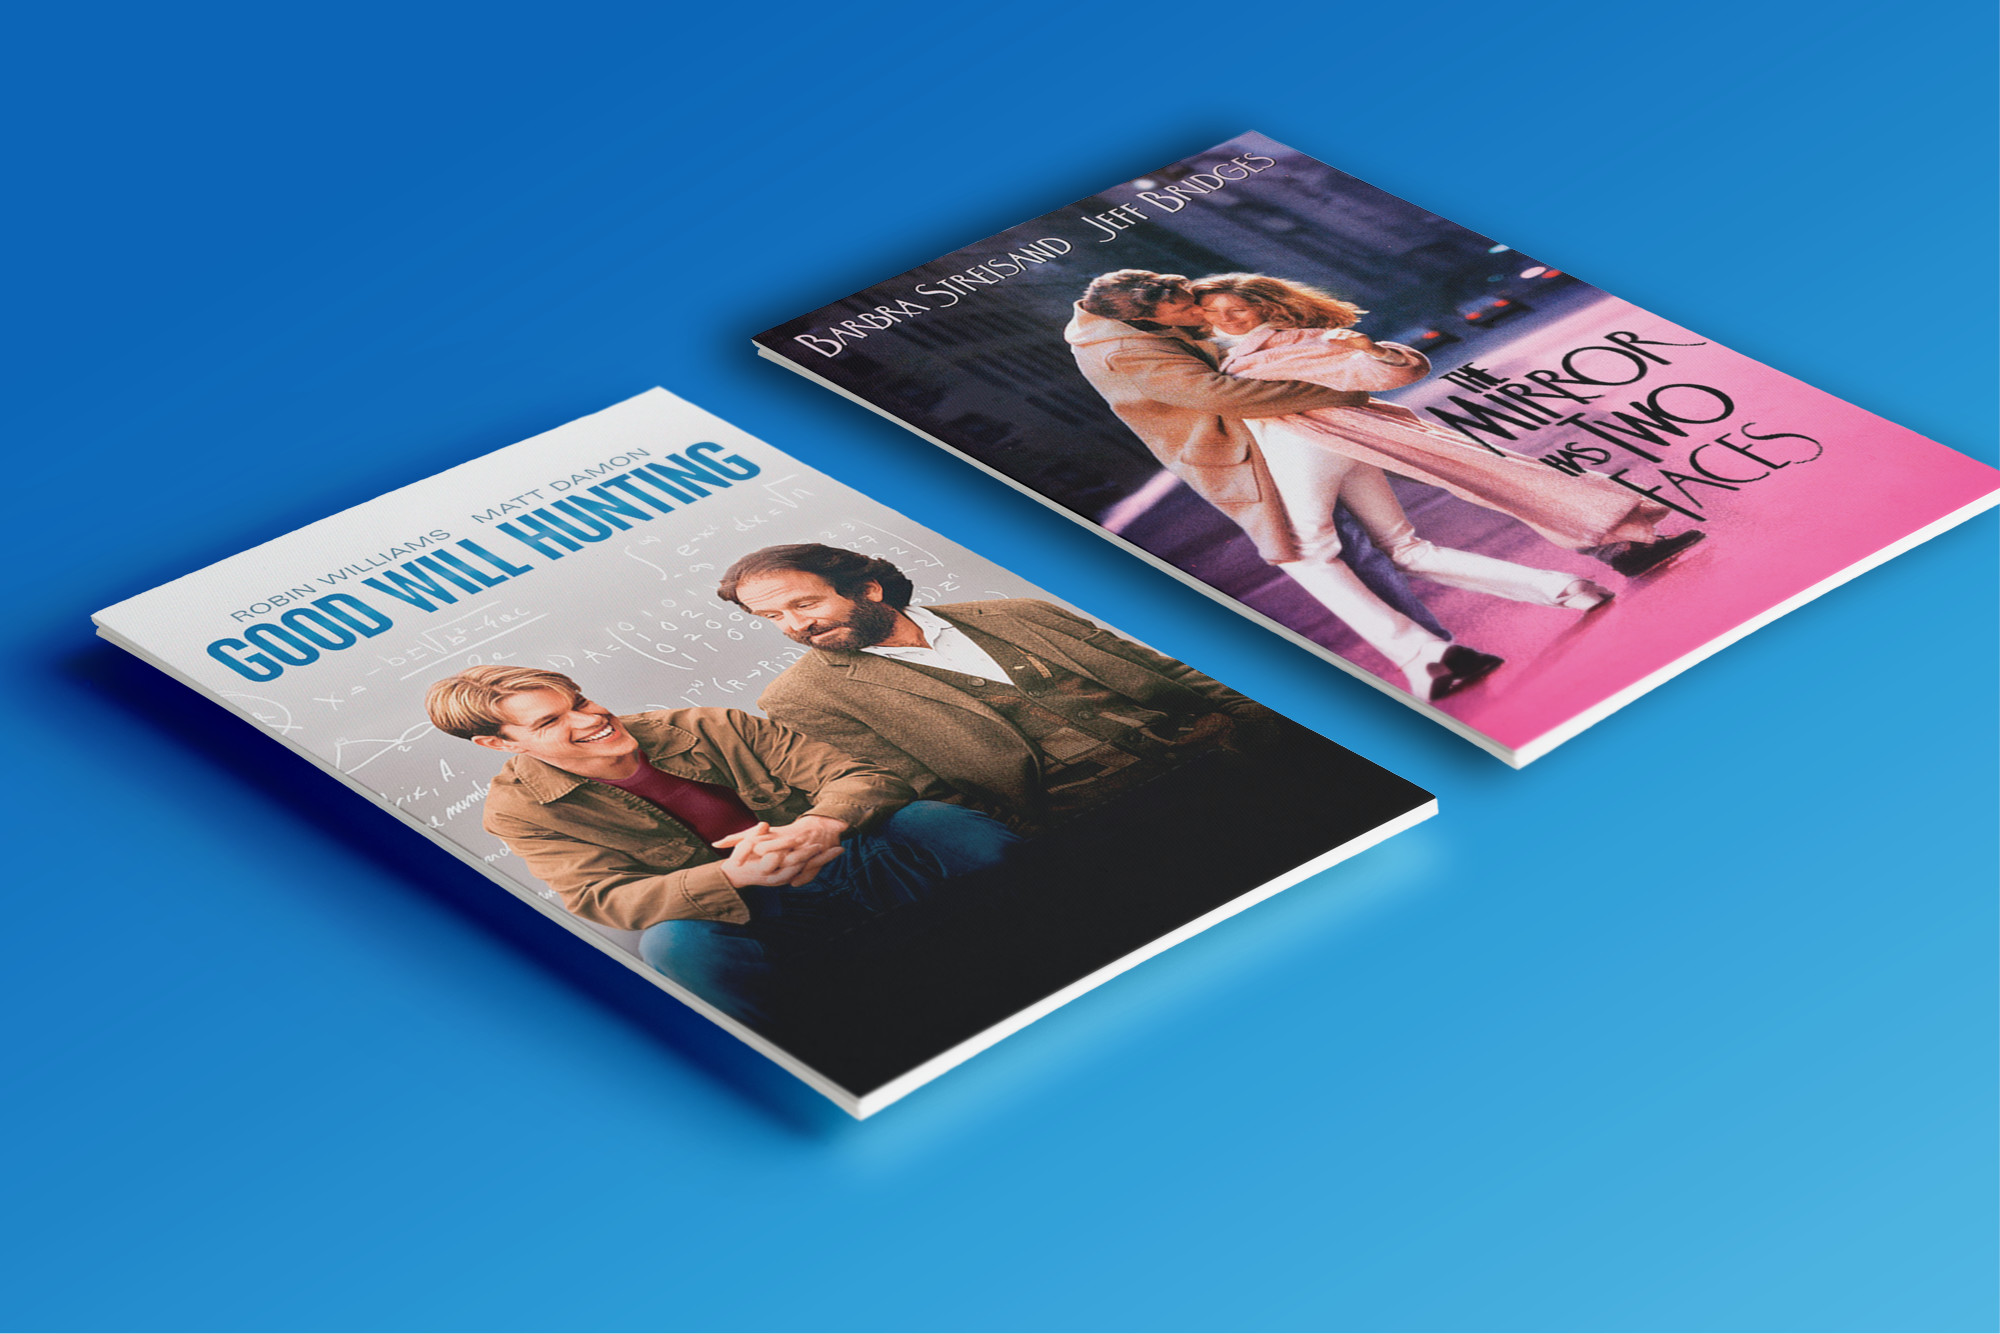 ROBIN WILLIAMS MATT DAMON
GOOD WILL HUNTING
BARBRA STREISAND JEFF BRIDGES
THE
MIRROR
HAS TWO
FACES